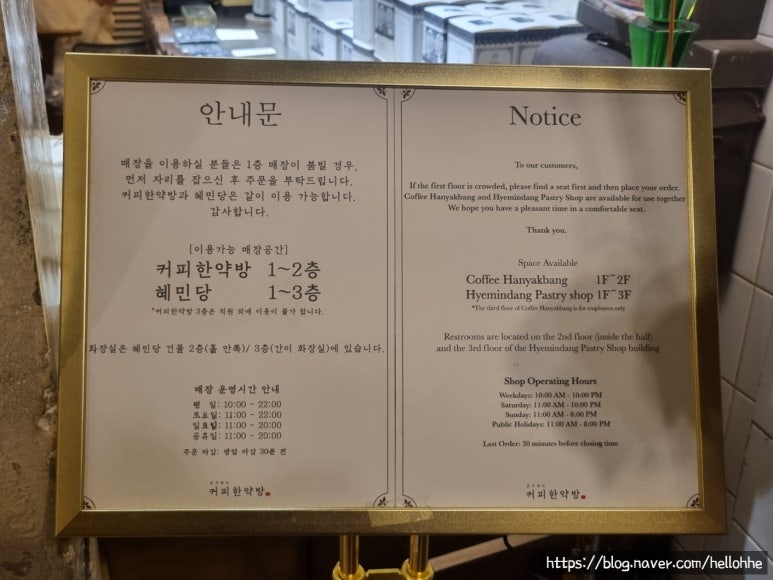 안내문
매장을 이용하실 분들은 1층 매장이 붐빌 경우,
먼저 자리를 잡으신 후 주문을 부탁드립니다.
커피한약방과 혜민당은 같이 이용 가능합니다.
감사합니다.
[이용가능 매장공간]
커피한약방 1~2층
혜민당 1~3층
*커피한약방 3층은 직원 외에 이용이 불가 합니다.
화장실은 혜민당 건물 2층(홀 안쪽)/ 3층(간이 화장실)에 있습니다.
매장 운영시간 안내
평 일: 10:00 - 22:00
토요일: 11:00 - 22:00
일요일: 11:00 - 20:00
공휴일: 11:00 - 20:00
주문 마감: 영업 마감 30분 전
커피한약방
Notice
To our customers,
If the first floor is crowded, please find a seat first and then place your order.
Coffee Hanyakbang and Hyemindang Pastry Shop are available for use together
We hope you have a pleasant time in a comfortable seat.
Thank you.
Space Available
Coffee Hanyakbang 1F~2F
Hyemindang Pastry shop 1F~3F
*The third floor of Coffee Hanyakbang is for employees only
Restrooms are located on the 2nd floor (inside the hall)
and the 3rd floor of the Hyemindang Pastry Shop building
Shop Operating Hours
Weekdays: 10:00 AM - 10:00 PM
Saturday: 11:00 AM - 10:00 PM
Sunday: 11:00 AM - 8:00 PM
Public Holidays: 11:00 AM - 8:00 PM
Last Order: 30 minutes before closing time
커피한약방
https://blog.naver.com/hellohhe